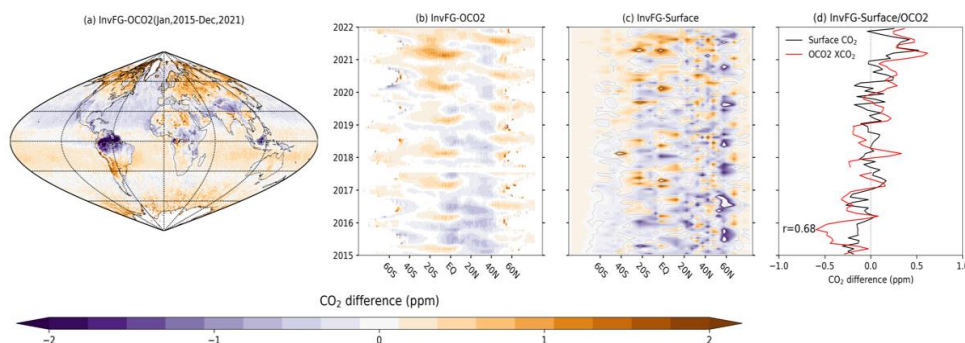 (a) InvFG-OCO2(Jan,2015-Dec,2021)
(b) InvFG-OCO2
(c) InvFG-Surface
(d) InvFG-Surface/OCO2
2022
2021
2020
2019
2018
2017
2016
2015
60S 40S 20S EQ 20N 40N 60N
60S 40S 20S EQ 20N 40N 60N
Surface CO₂
OCO2 XCO₂
r=0.68
−1.0 −0.5 0.0 0.5 1.0
CO₂ difference (ppm)
CO₂ difference (ppm)
−2 −1 0 1 2